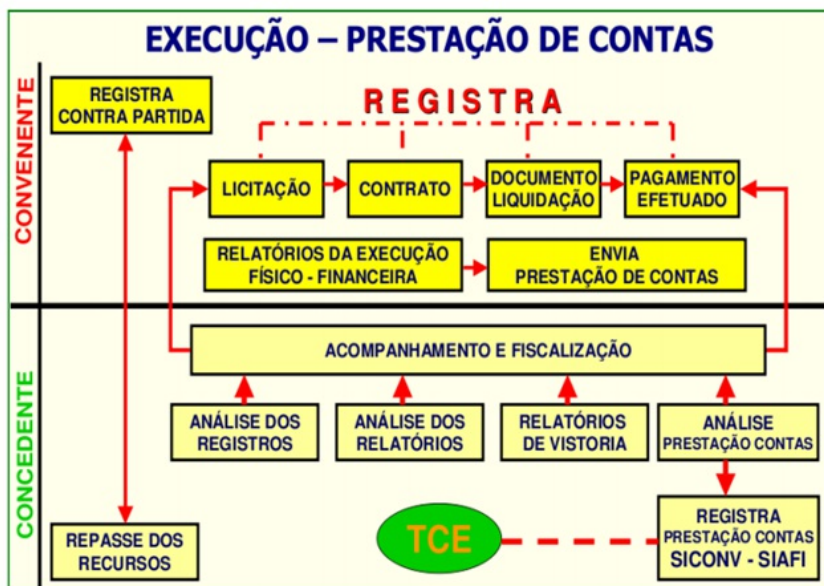 EXECUÇÃO – PRESTAÇÃO DE CONTAS
CONVENENTE
REGISTRA
CONTRA PARTIDA
REGISTRA
LICITAÇÃO
CONTRATO
DOCUMENTO
LIQUIDAÇÃO
PAGAMENTO
EFETUADO
RELATÓRIOS DA EXECUÇÃO
FÍSICO - FINANCEIRA
ENVIA
PRESTAÇÃO DE CONTAS
CONCEDENTE
ACOMPANHAMENTO E FISCALIZAÇÃO
ANÁLISE DOS
REGISTROS
ANÁLISE DOS
RELATÓRIOS
RELATÓRIOS
DE VISTORIA
ANÁLISE
PRESTAÇÃO CONTAS
REPASSE DOS
RECURSOS
TCE
REGISTRA
PRESTAÇÃO CONTAS
SICONV - SIAFI